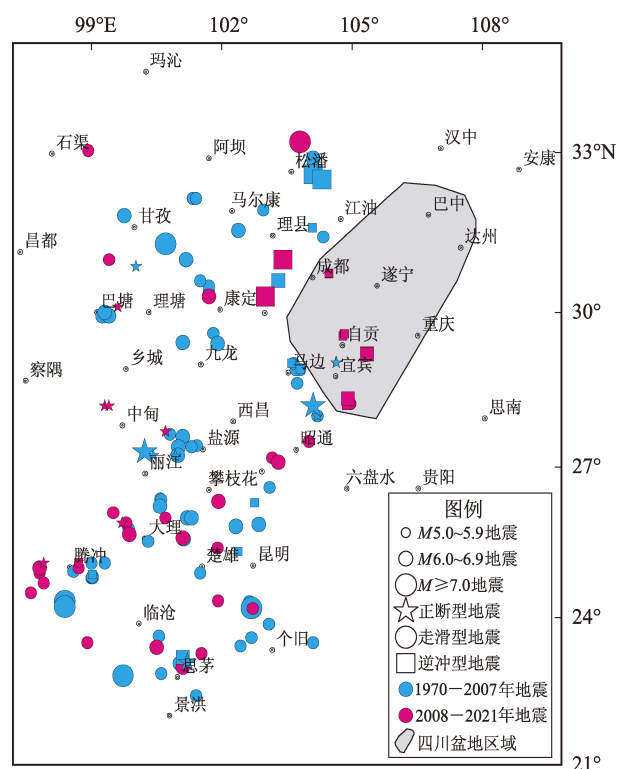 99°E 102°E 105°E 108°E
玛沁
汉中
石渠
33°N
阿坝
松潘
安康
马尔康
巴中
甘孜
江油
理县
达州
昌都
成都
遂宁
巴塘
理塘
康定
30°N
自贡
重庆
乡城
九龙
马边
宜宾
察隅
思南
中甸
西昌
盐源
昭通
丽江
27°N
攀枝花
六盘水
贵阳
图例
M5.0~5.9地震
大理
M6.0~6.9地震
腾冲
楚雄
昆明
M≥7.0地震
正断型地震
24°N
临沧
走滑型地震
个旧
逆冲型地震
思茅
1970-2007年地震
景洪
2008-2021年地震
四川盆地区域
21°